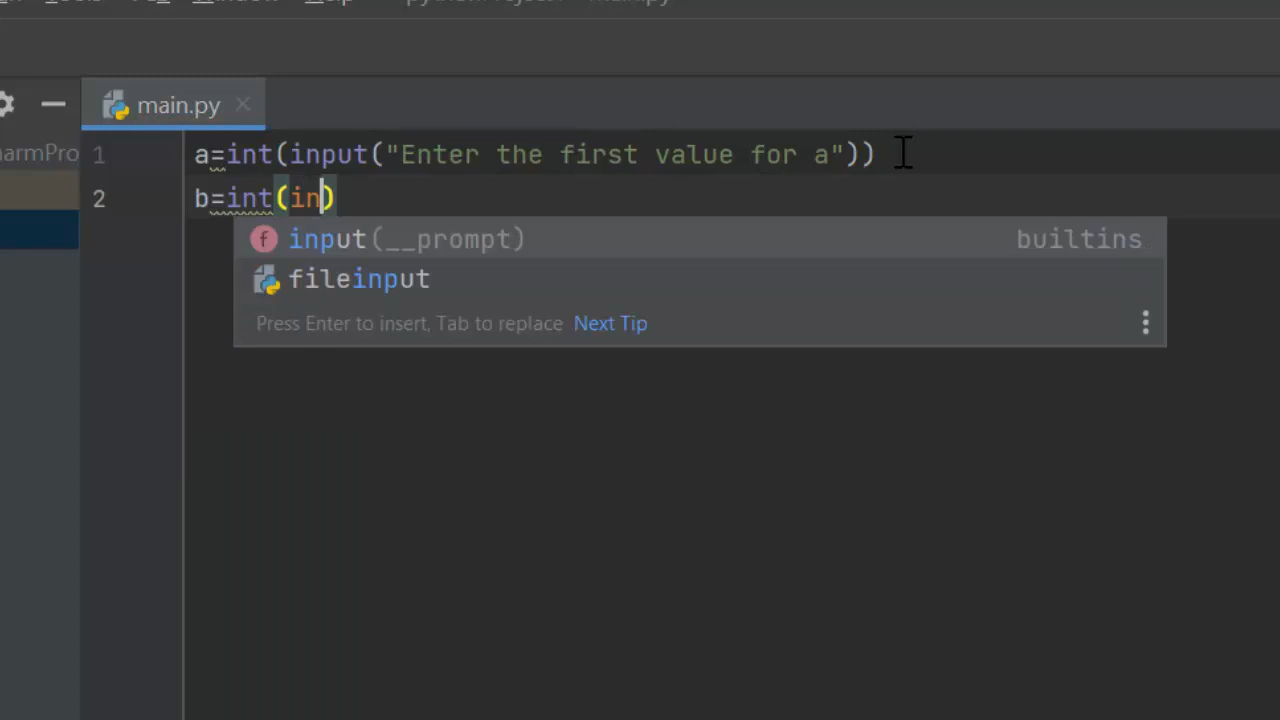 main.py
armPro
1 a=int(input("Enter the first value for a"))
2 b=int(in)
input(__prompt) builtins
fileinput
Press Enter to insert, Tab to replace Next Tip